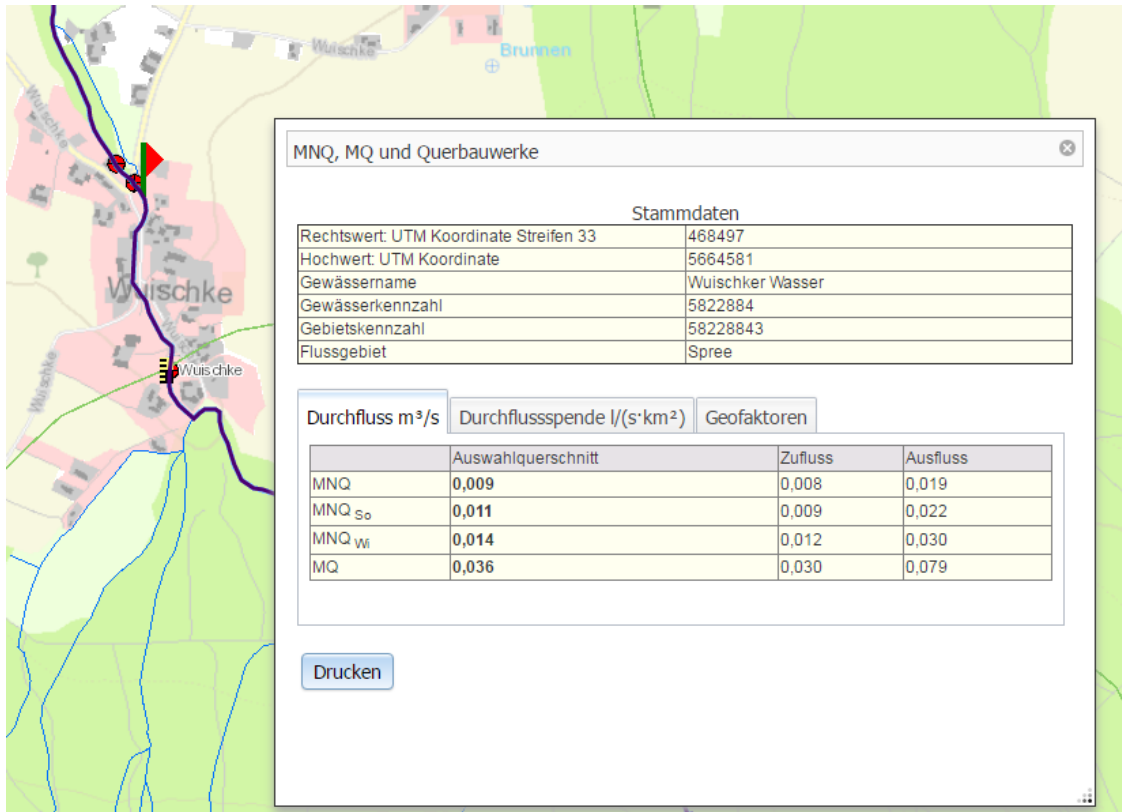 Wuischke
Brunnen
Wuischke
Wuischke
Wuischke
Wuischke
MNQ, MQ und Querbauwerke
Stammdaten
Rechtswert: UTM Koordinate Streifen 33 468497
Hochwert: UTM Koordinate 5664581
Gewässername Wuischker Wasser
Gewässerkennzahl 5822884
Gebietskennzahl 58228843
Flussgebiet Spree
Durchfluss m³/s Durchflussspende l/(s·km²) Geofaktoren
Auswahlquerschnitt Zufluss Ausfluss
MNQ 0,009 0,008 0,019
MNQ So 0,011 0,009 0,022
MNQ Wi 0,014 0,012 0,030
MQ 0,036 0,030 0,079
Drucken